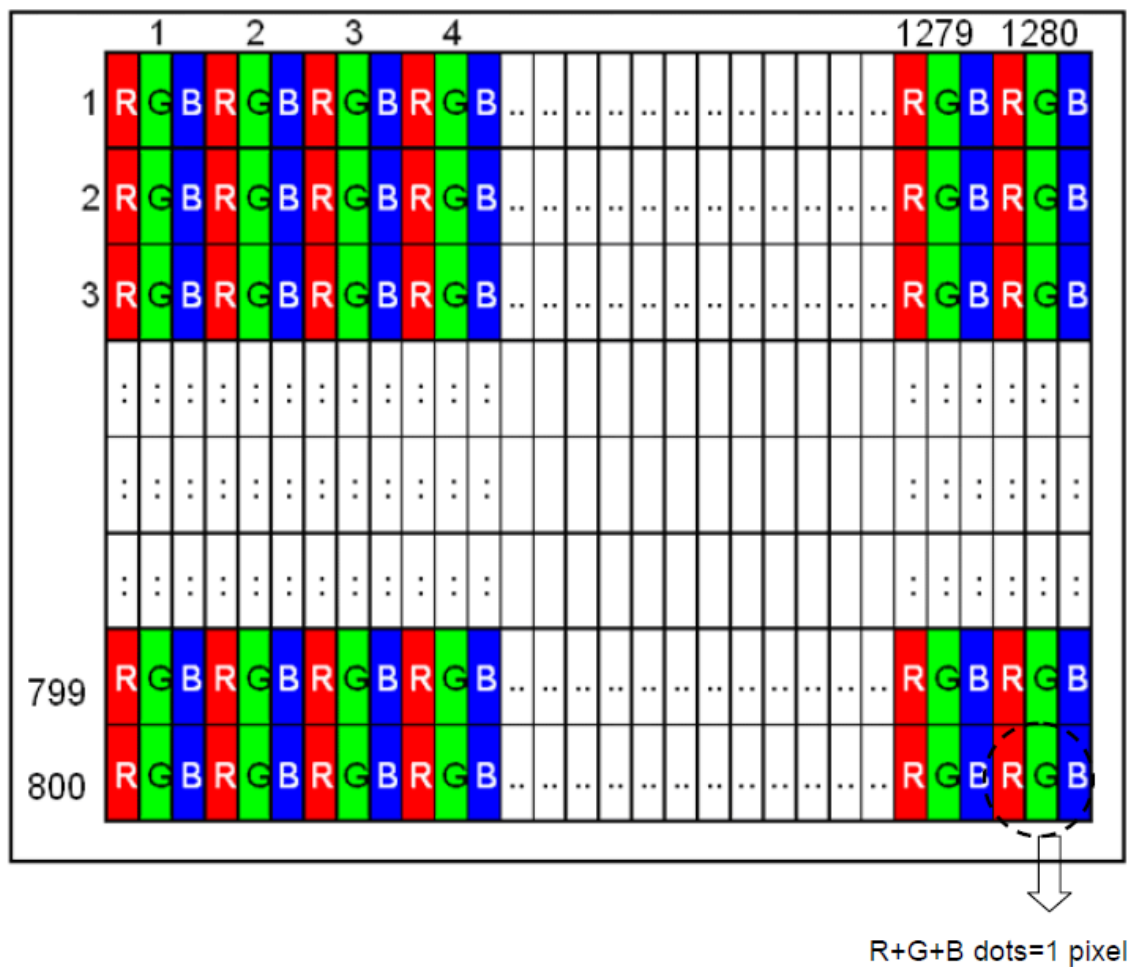 1 2 3 4 1279 1280
1 R G B R G B R G B R G B .. .. .. .. .. .. .. .. .. .. .. .. R G B R G B
2 R G B R G B R G B R G B .. .. .. .. .. .. .. .. .. .. .. .. R G B R G B
3 R G B R G B R G B R G B .. .. .. .. .. .. .. .. .. .. .. .. R G B R G B
: : : : : : : : : : : : : : : : : :
: : : : : : : : : : : : : : : : : :
: : : : : : : : : : : : : : : : : :
799 R G B R G B R G B R G B .. .. .. .. .. .. .. .. .. .. .. .. R G B R G B
800 R G B R G B R G B R G B .. .. .. .. .. .. .. .. .. .. .. .. R G B R G B
R+G+B dots=1 pixel